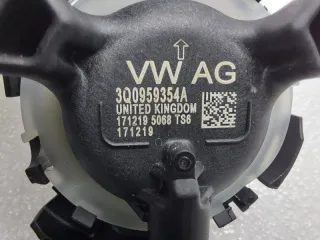 VW AG
3Q0959354A
UNITED KINGDOM
171219 5068 TS6
171219